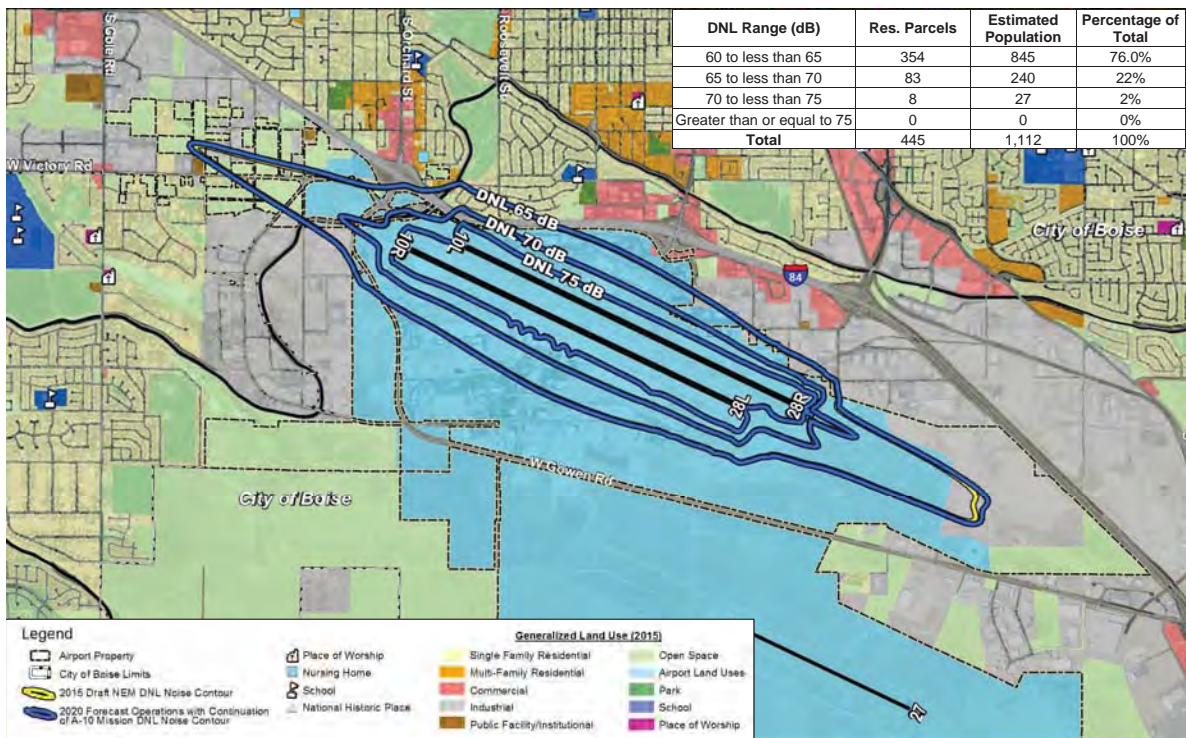 DNL Range (dB) Res. Parcels Estimated Population Percentage of Total
60 to less than 65 354 845 76.0%
65 to less than 70 83 240 22%
70 to less than 75 8 27 2%
Greater than or equal to 75 0 0 0%
Total 445 1,112 100%
S Cole Rd
S Orchard St
Roosevelt St
W Victory Rd
DNL 65 dB
DNL 70 dB
DNL 75 dB
10R
10L
84
City of Boise
28L
28R
W Gowen Rd
City of Boise
27
Legend
Airport Property
City of Boise Limits
2015 Draft NEM DNL Noise Contour
2020 Forecast Operations with Continuation
of A-10 Mission DNL Noise Contour
Place of Worship
Nursing Home
School
National Historic Place
Generalized Land Use (2015)
Single Family Residential
Multi-Family Residential
Commercial
Industrial
Public Facility/Institutional
Open Space
Airport Land Uses
Park
School
Place of Worship